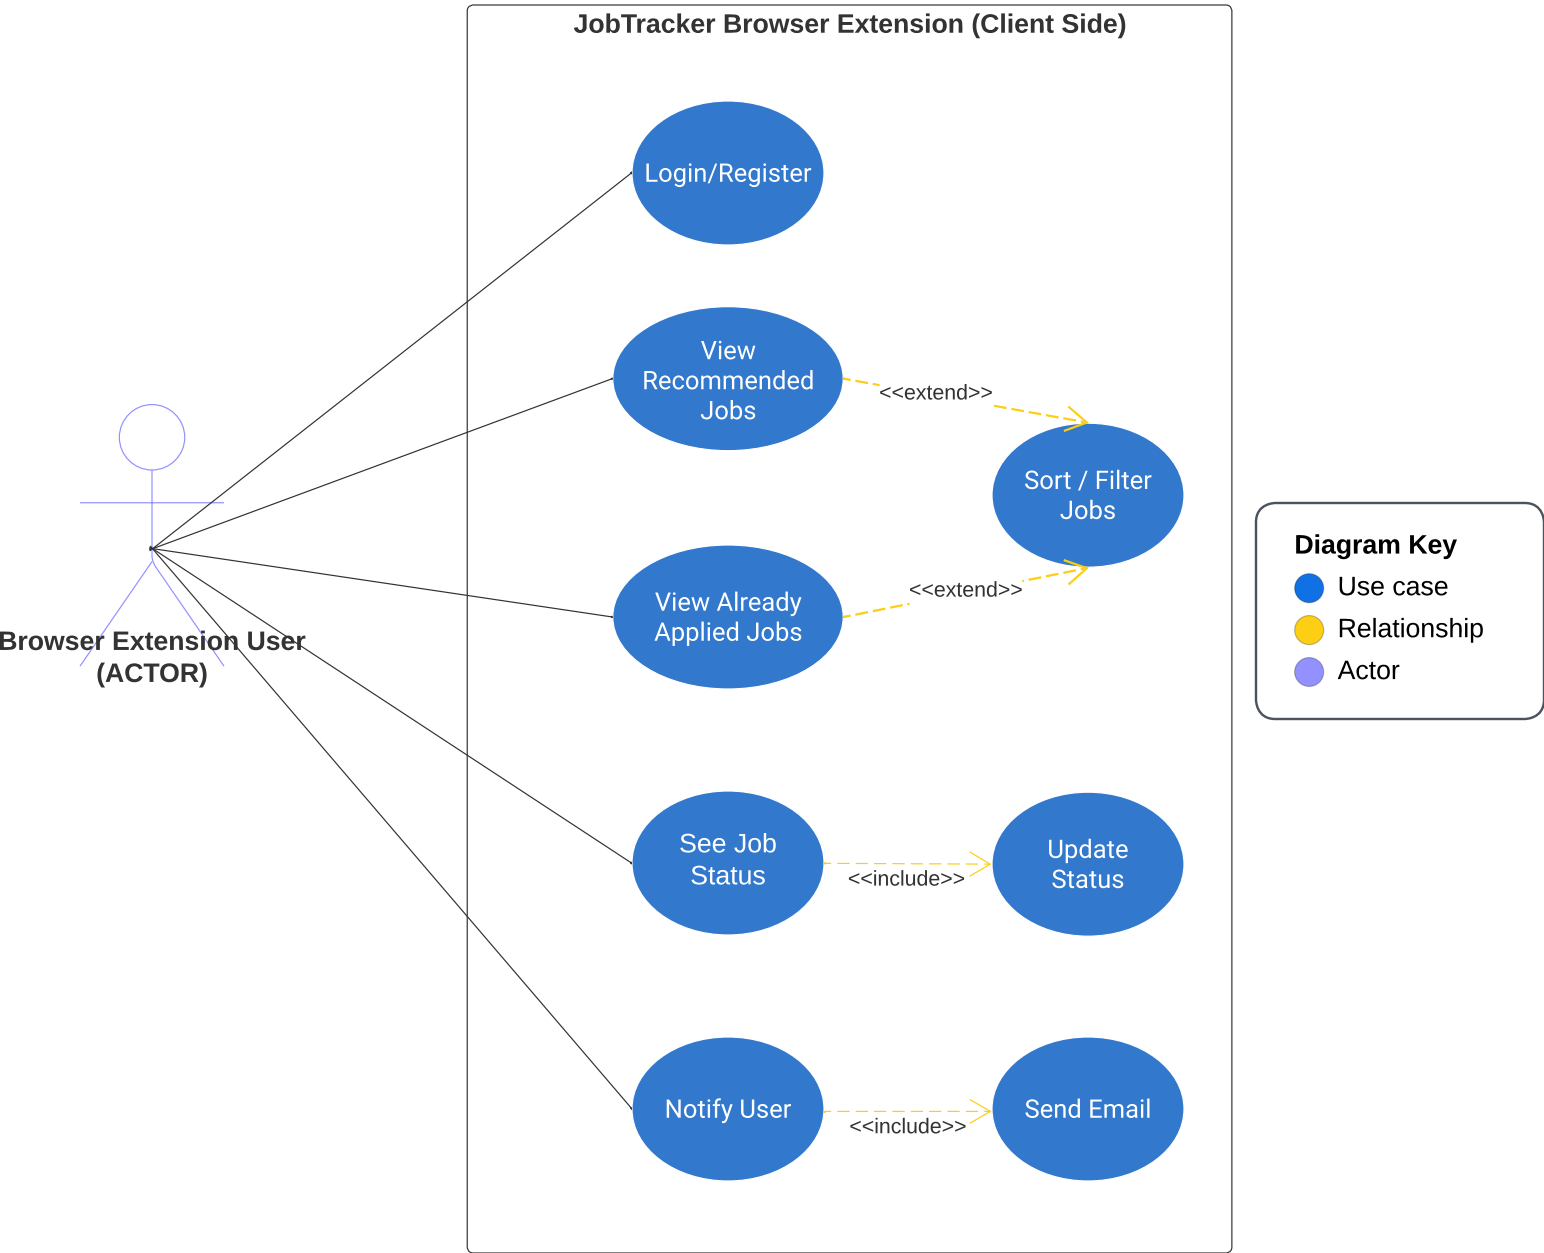 JobTracker Browser Extension (Client Side)
Login/Register
View
Recommended
Jobs
<<extend>>
Sort / Filter
Jobs
View Already
Applied Jobs
<<extend>>
Browser Extension User
(ACTOR)
See Job
Status
<<include>>
Update
Status
Notify User
<<include>>
Send Email
Diagram Key
Use case
Relationship
Actor